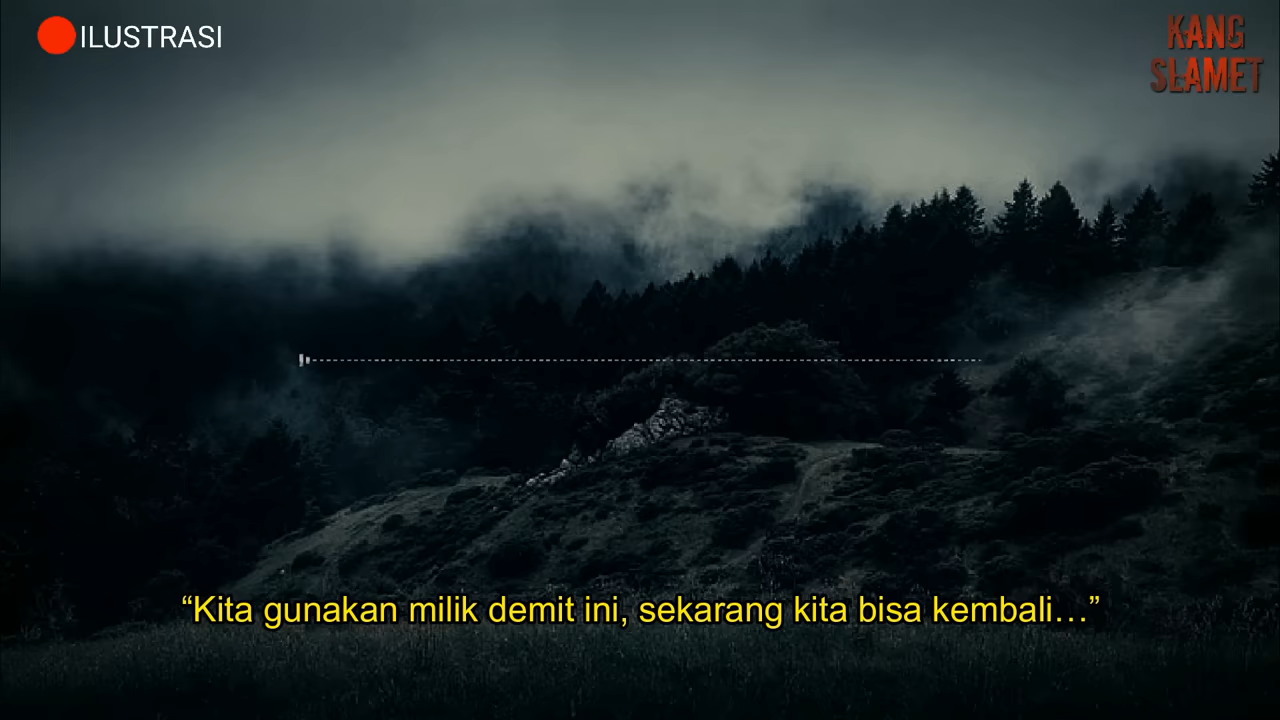 ILUSTRASI
KANG
SLAMET
“Kita gunakan milik demit ini, sekarang kita bisa kembali…”